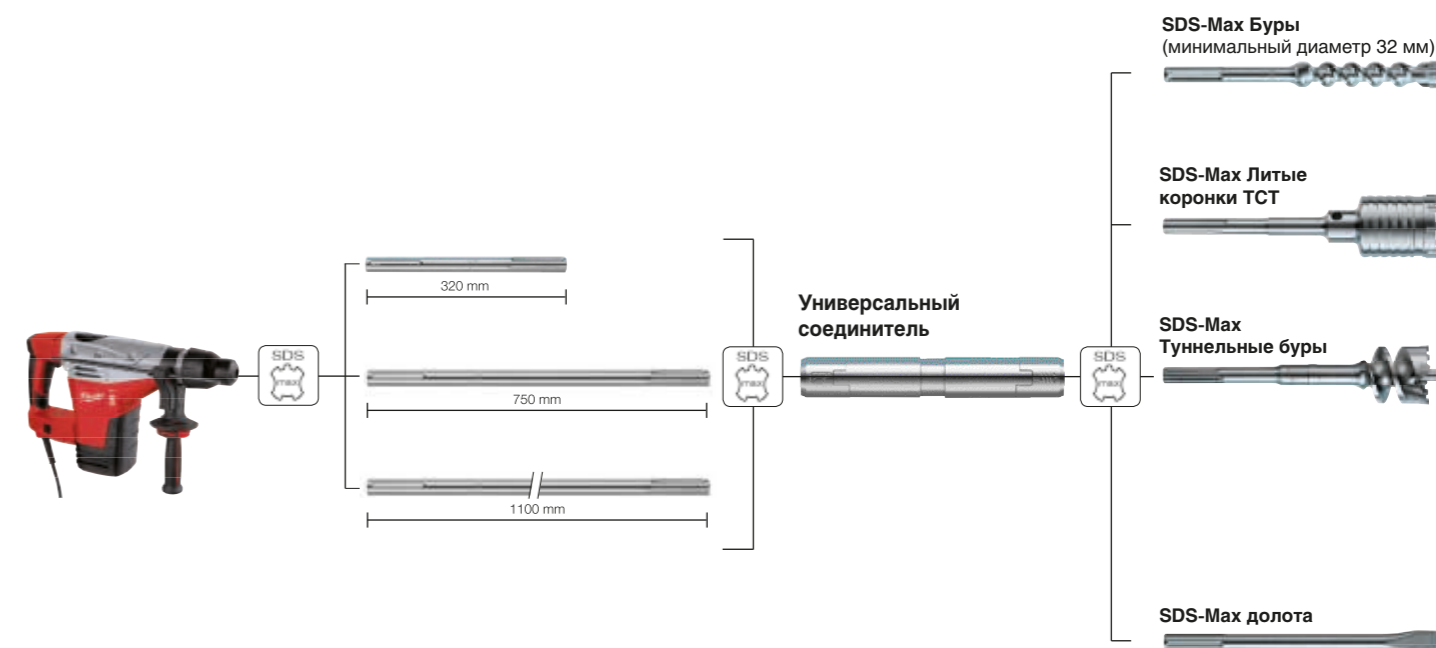 SDS-Max Буры
(минимальный диаметр 32 мм)
SDS-Max Литые
коронки ТСТ
320 mm
Универсальный
соединитель
SDS-Max
Туннельные буры
SDS
max
SDS
max
SDS
max
750 mm
1100 mm
SDS-Max долота